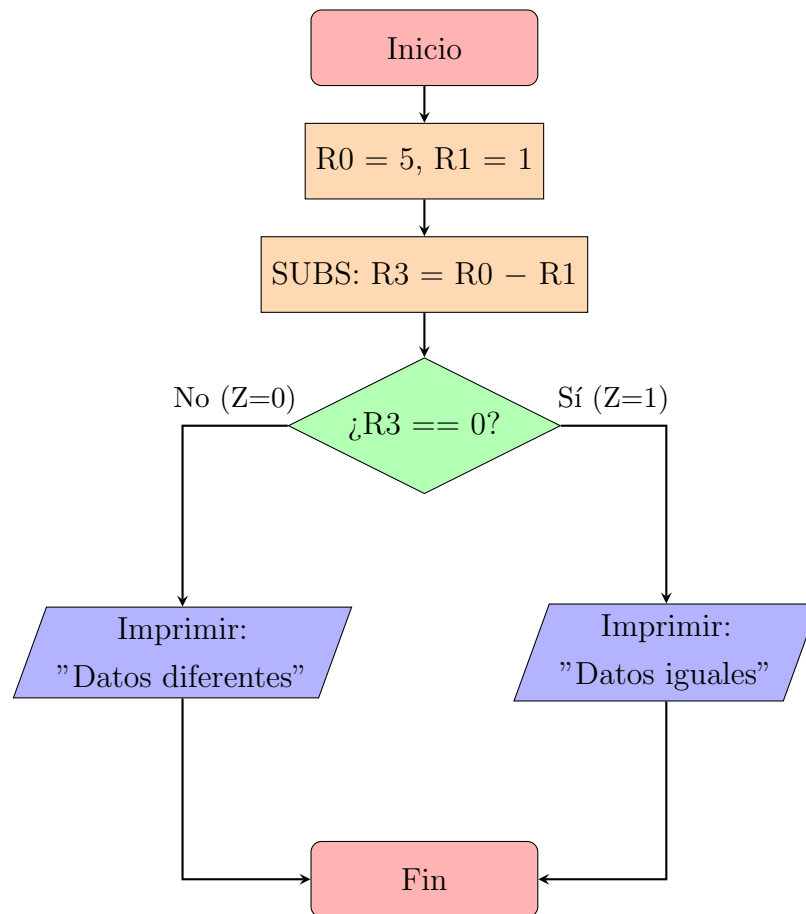 Inicio
R0 = 5, R1 = 1
SUBS: R3 = R0 − R1
No (Z=0)
¿R3 == 0?
Sí (Z=1)
Imprimir:
”Datos diferentes”
Imprimir:
”Datos iguales”
Fin